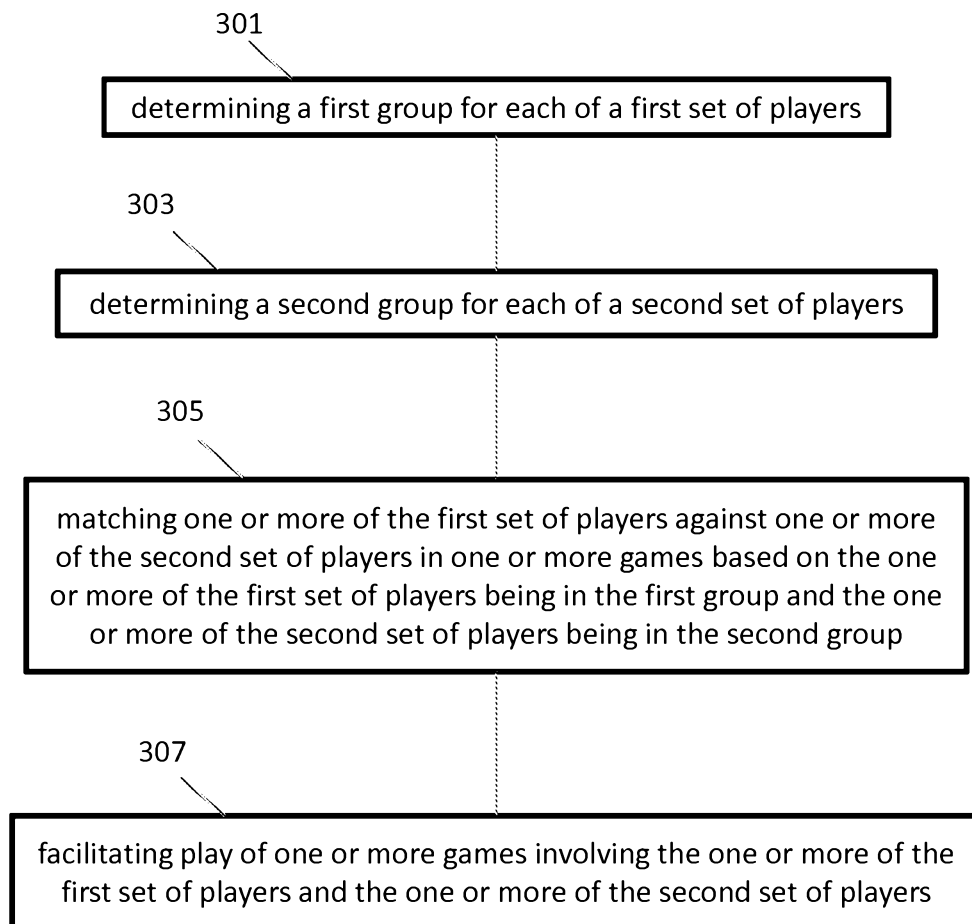 301
determining a first group for each of a first set of players
303
determining a second group for each of a second set of players
305
matching one or more of the first set of players against one or more
of the second set of players in one or more games based on the one
or more of the first set of players being in the first group and the one
or more of the second set of players being in the second group
307
facilitating play of one or more games involving the one or more of the
first set of players and the one or more of the second set of players